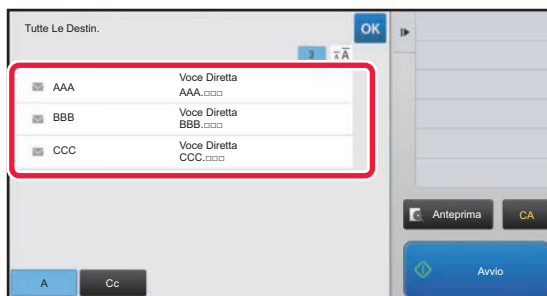 Tutte Le Destin.
OK
3
AA
AAA
Voce Diretta
AAA.□□□
BBB
Voce Diretta
BBB.□□□
CCC
Voce Diretta
CCC.□□□
Anteprima
CA
A
Cc
Avvio